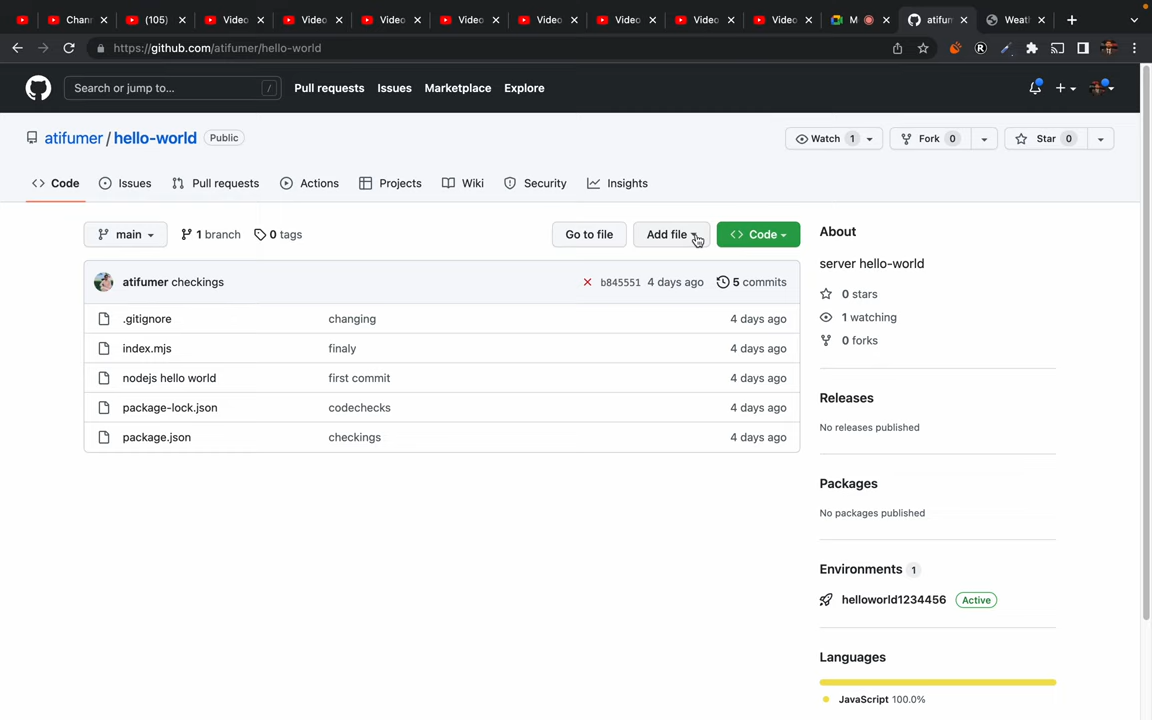 Chann
(105)
Video
Video
Video
Video
Video
Video
Video
Video
M
atifum
Weath
https://github.com/atifumer/hello-world
Search or jump to...
/
Pull requests
Issues
Marketplace
Explore
atifumer / hello-world
Public
Watch 1
Fork 0
Star 0
Code
Issues
Pull requests
Actions
Projects
Wiki
Security
Insights
main
1 branch
0 tags
Go to file
Add file
Code
About
server hello-world
atifumer checkings
b845551 4 days ago
5 commits
.gitignore changing 4 days ago
index.mjs finaly 4 days ago
nodejs hello world first commit 4 days ago
package-lock.json codechecks 4 days ago
package.json checkings 4 days ago
0 stars
1 watching
0 forks
Releases
No releases published
Packages
No packages published
Environments 1
helloworld1234456 Active
Languages
JavaScript 100.0%